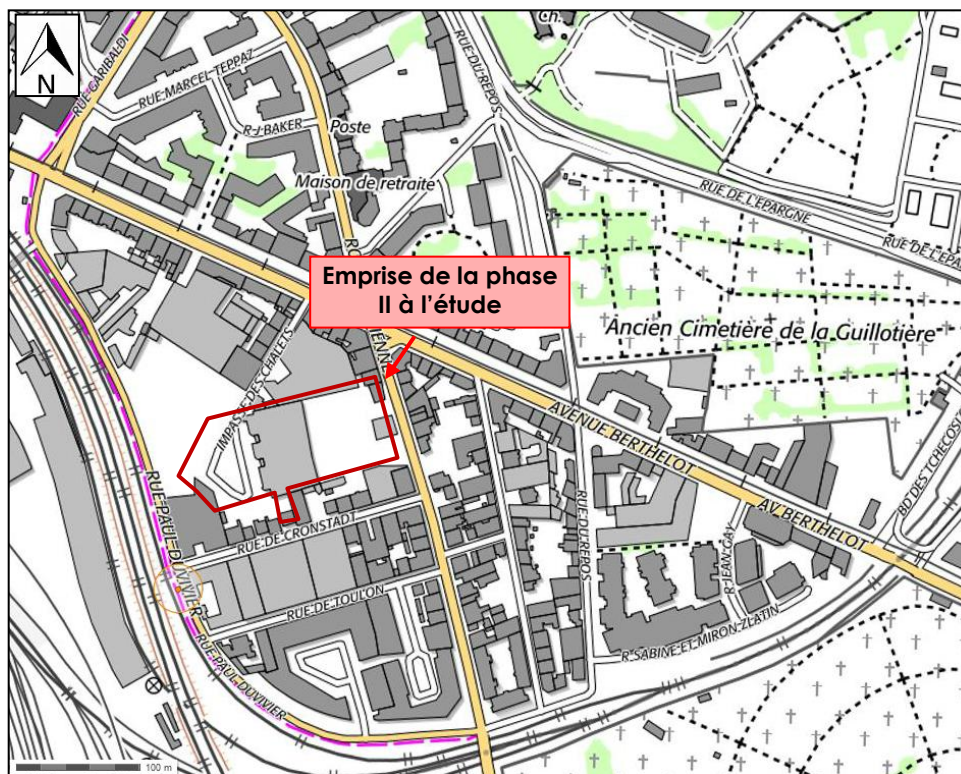 N
RUE GARIBALDI
RUE MARCEL TEPPAZ
R J BAKER
Poste
Maison de retraite
Ch.
RUE DU REPOS
RUE DE L'EPARGNE
RUE DE L'EPA
Emprise de la phase
II à l'étude
Ancien Cimetière de la Guillotière
IMPASSE DES CHALETS
AVENUE BERTHELOT
AV BERTHELOT
BD DES TCHECOS
RUE PAUL DUVIVIER
RUE DE CRONSTADT
RUE DE TOULON
RUE DU REPOS
R JEAN GAY
R SABINE ET MIRON ZLATIN
RUE PAUL DUVIVIER
100 m